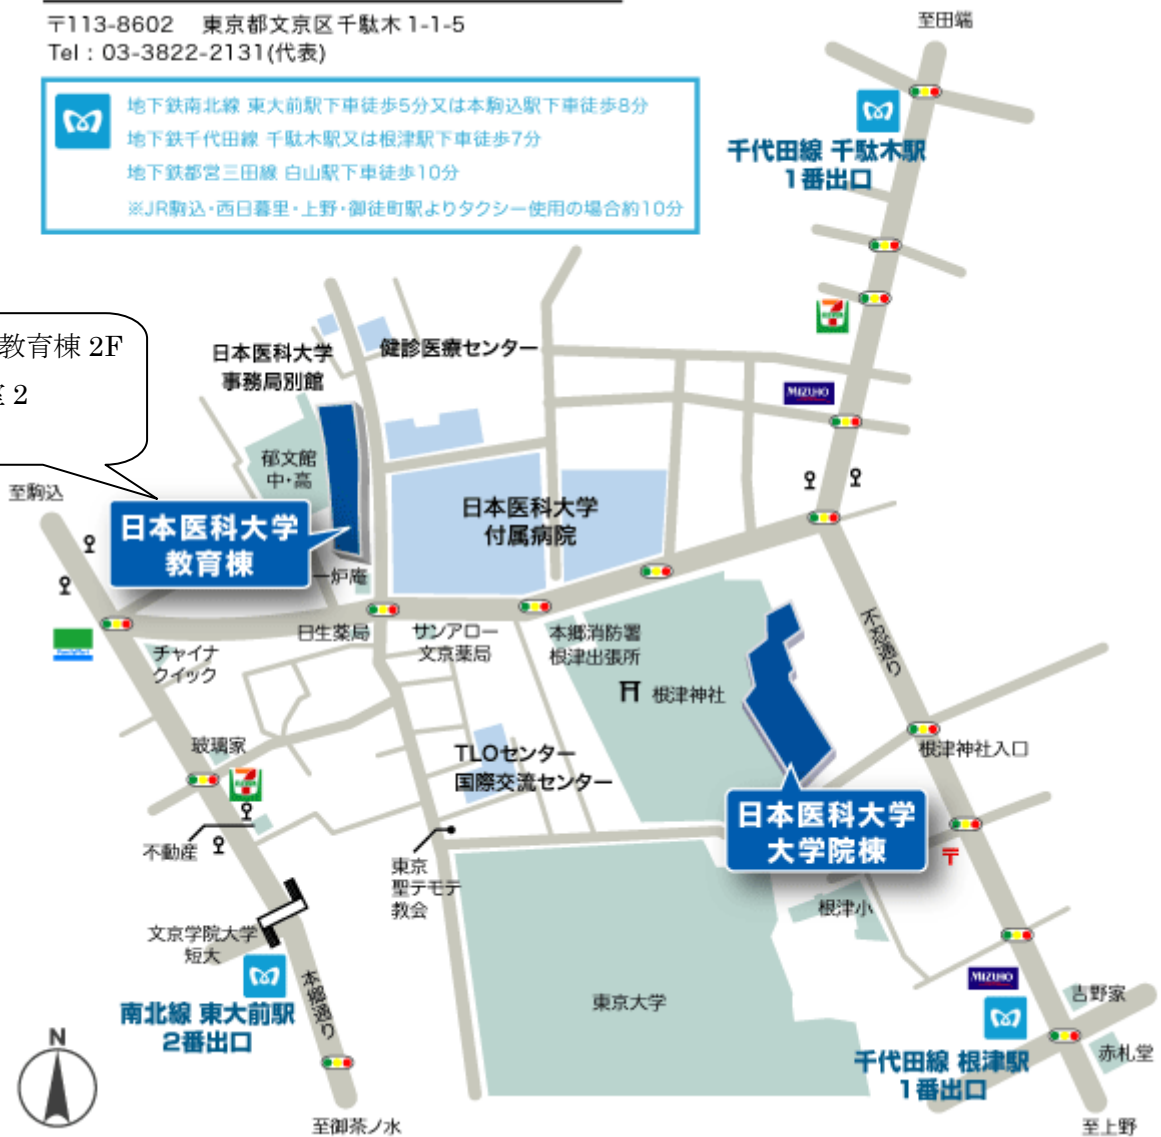 〒113-8602 東京都文京区千駄木1-1-5
Tel : 03-3822-2131(代表)
地下鉄南北線 東大前駅下車徒歩5分又は本駒込駅下車徒歩8分
地下鉄千代田線 千駄木駅又は根津駅下車徒歩7分
地下鉄都営三田線 白山駅下車徒歩10分
※JR駒込・西日暮里・上野・御徒町駅よりタクシー使用の場合約10分
至田端
千代田線 千駄木駅
1番出口
教育棟 2F
2
日本医科大学
事務局別館
健診医療センター
MIZUHO
郁文館
中・高
至駒込
日本医科大学
教育棟
日本医科大学
付属病院
一炉庵
日生薬局
サンアロー
文京薬局
本郷消防署
根津出張所
不忍通り
FamilyMart
チャイナ
クイック
根津神社
玻璃家
TLOセンター
国際交流センター
根津神社入口
日本医科大学
大学院棟
〒
不動産
東京
聖テモテ
教会
根津小
文京学院大学
短大
本郷通り
南北線 東大前駅
2番出口
東京大学
MIZUHO
吉野家
赤札堂
千代田線 根津駅
1番出口
N
至御茶ノ水
至上野